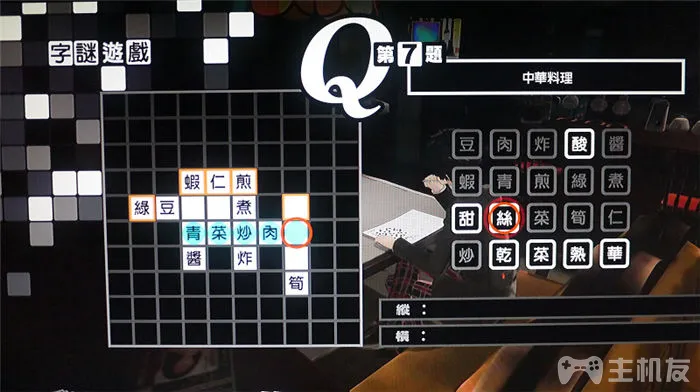 字謎遊戲
Q
第7題
中華料理
豆肉炸酸醬
蝦青煎綠煮
甜絲菜筍仁
炒乾菜熟華
蝦仁煎
綠豆 煮
青菜炒肉
醬 炸
筍
縱：
橫：
主机友